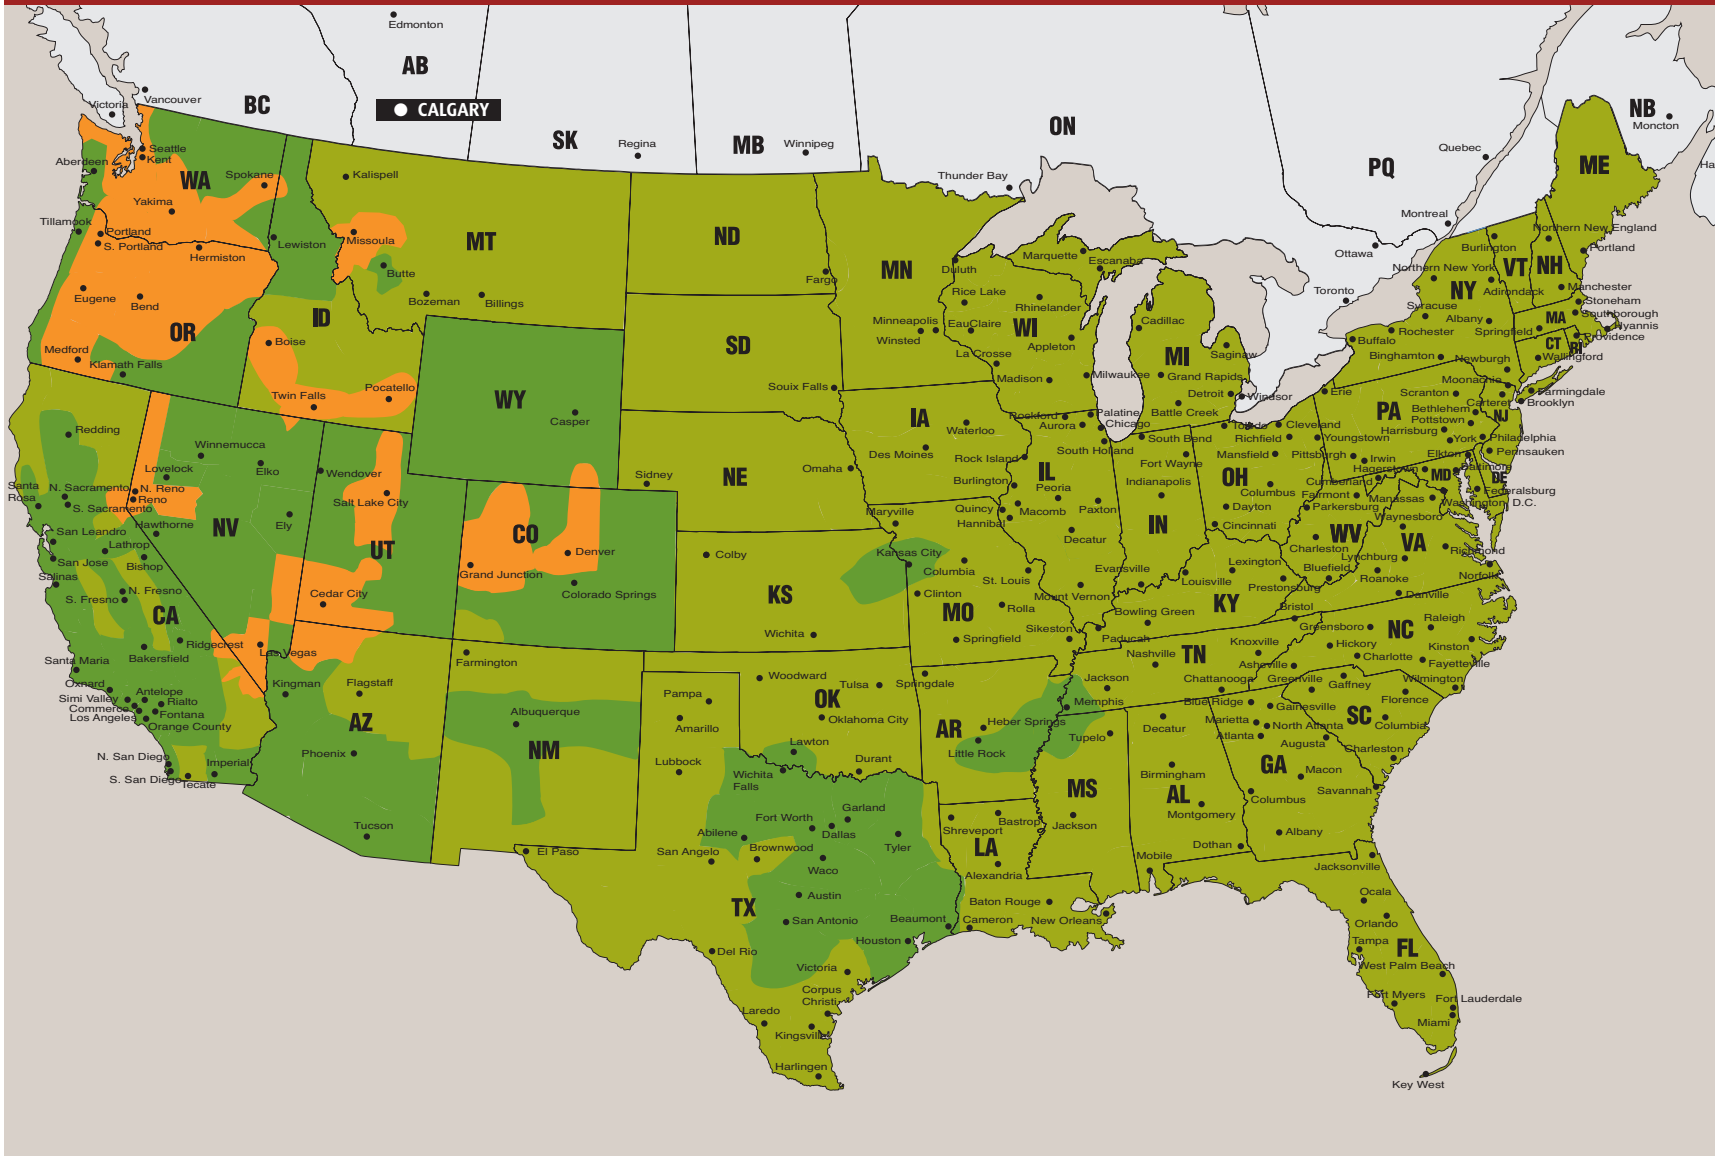 Edmonton
AB
BC
Vancouver
Victoria
CALGARY
SK
Regina
MB
Winnipeg
ON
Thunder Bay
PQ
Quebec
Montreal
Ottawa
Toronto
NB
Moncton
Ha
ME
Seattle
Kent
Aberdeen
WA
Spokane
Yakima
Tillamook
Portland
S. Portland
Hermiston
Lewiston
Eugene
Bend
OR
Medford
Klamath Falls
Kalispell
Missoula
MT
Butte
Bozeman
Billings
ID
Boise
Twin Falls
Pocatello
WY
Casper
ND
Fargo
SD
Souix Falls
NE
Sidney
Omaha
MN
Duluth
Minneapolis
Winsted
Marquette
Escanaba
Rice Lake
Rhinelander
EauClaire
WI
La Crosse
Appleton
Madison
Milwaukee
Cadillac
MI
Saginaw
Grand Rapids
Detroit
Windsor
Battle Creek
IA
Waterloo
Des Moines
Rockford
Aurora
Palatine
Chicago
South Holland
Rock Island
IL
Burlington
Peoria
Quincy
Hannibal
Macomb
Paxton
Decatur
South Bend
Fort Wayne
Indianapolis
IN
Evansville
Toledo
Cleveland
Richfield
Mansfield
Youngstown
OH
Columbus
Dayton
Cincinnati
Northern New England
Portland
Burlington
VT
NH
Northern New York
Adirondack
NY
Manchester
Stoneham
Southborough
Hyannis
Providence
MA
Springfield
CT
RI
Wallingford
Syracuse
Albany
Rochester
Buffalo
Binghamton
Newburgh
Moonachie
Farmingdale
Brooklyn
Carteret
NJ
Erie
PA
Scranton
Bethlehem
Pottstown
Harrisburg
York
Philadelphia
Pennsauken
Pittsburgh
Irwin
Elkton
Baltimore
Hagerstown
MD
DE
Cumberland
Federalsburg
Fairmont
Manassas
Washington D.C.
Parkersburg
WV
Waynesboro
VA
Charleston
Lynchburg
Richmond
Bluefield
Roanoke
Norfolk
Danville
Redding
Santa
Rosa
N. Sacramento
S. Sacramento
San Leandro
Lathrop
San Jose
Salinas
Bishop
N. Fresno
S. Fresno
CA
Ridgecrest
Bakersfield
Santa Maria
Oxnard
Simi Valley
Antelope
Rialto
Commerce
Fontana
Los Angeles
Orange County
N. San Diego
S. San Diego
Tecate
Imperial
Winnemucca
Lovelock
Elko
N. Reno
Reno
Hawthorne
NV
Ely
Las Vegas
Wendover
Salt Lake City
UT
Cedar City
CO
Denver
Grand Junction
Colorado Springs
Kingman
Flagstaff
AZ
Phoenix
Tucson
Farmington
Albuquerque
NM
Colby
KS
Wichita
Kansas City
Maryville
Columbia
St. Louis
Clinton
MO
Rolla
Springfield
Mount Vernon
Sikeston
Paducah
Louisville
Lexington
Prestonsburg
KY
Bowling Green
Bristol
TN
Nashville
Knoxville
Jackson
Memphis
Chattanooga
Greensboro
NC
Raleigh
Hickory
Kinston
Charlotte
Fayetteville
Asheville
Wilmington
Greenville
Gaffney
Florence
SC
Columbia
Charleston
Woodward
Tulsa
OK
Oklahoma City
Lawton
Durant
Springdale
AR
Heber Springs
Little Rock
Pampa
Amarillo
Lubbock
Wichita
Falls
Garland
Fort Worth
Dallas
Abilene
Brownwood
Tyler
San Angelo
Waco
El Paso
TX
Austin
San Antonio
Beaumont
Houston
Del Rio
Victoria
Corpus
Christi
Laredo
Kingsville
Harlingen
Shreveport
Bastrop
LA
Alexandria
Baton Rouge
Cameron
New Orleans
Tupelo
MS
Jackson
Decatur
Birmingham
AL
Montgomery
Mobile
Dothan
Blue Ridge
Gainesville
Marietta
North Atlanta
Atlanta
Augusta
GA
Macon
Columbus
Savannah
Albany
Jacksonville
Ocala
Orlando
Tampa
FL
West Palm Beach
Fort Myers
Fort Lauderdale
Miami
Key West